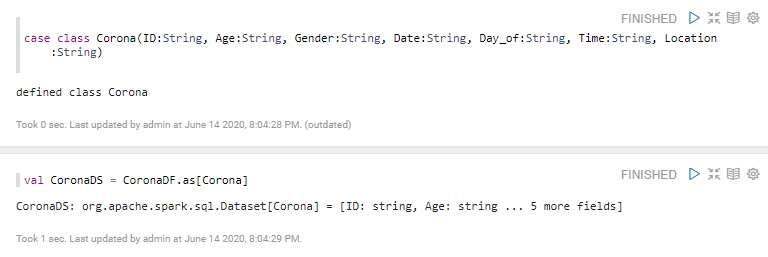 FINISHED
case class Corona(ID:String, Age:String, Gender:String, Date:String, Day_of:String, Time:String, Location
:String)
defined class Corona
Took 0 sec. Last updated by admin at June 14 2020, 8:04:28 PM. (outdated)
FINISHED
val CoronaDS = CoronaDF.as[Corona]
CoronaDS: org.apache.spark.sql.Dataset[Corona] = [ID: string, Age: string ... 5 more fields]
Took 1 sec. Last updated by admin at June 14 2020, 8:04:29 PM.